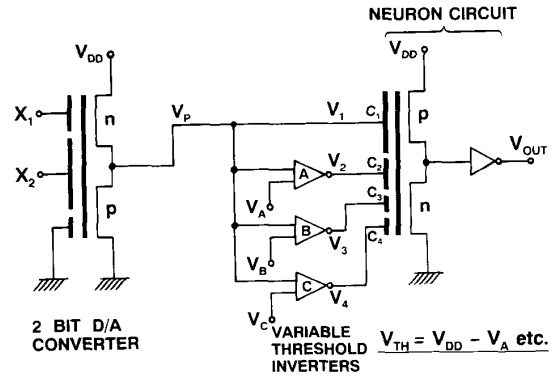 NEURON CIRCUIT
V_DD
V_DD
X_1
n
V_P
V_1
C_1
p
V_OUT
X_2
p
A
V_2
C_2
V_A
C_3
n
B
V_3
C_4
V_B
C
V_4
V_C
2 BIT D/A
CONVERTER
VARIABLE
THRESHOLD
INVERTERS
V_TH = V_DD – V_A etc.